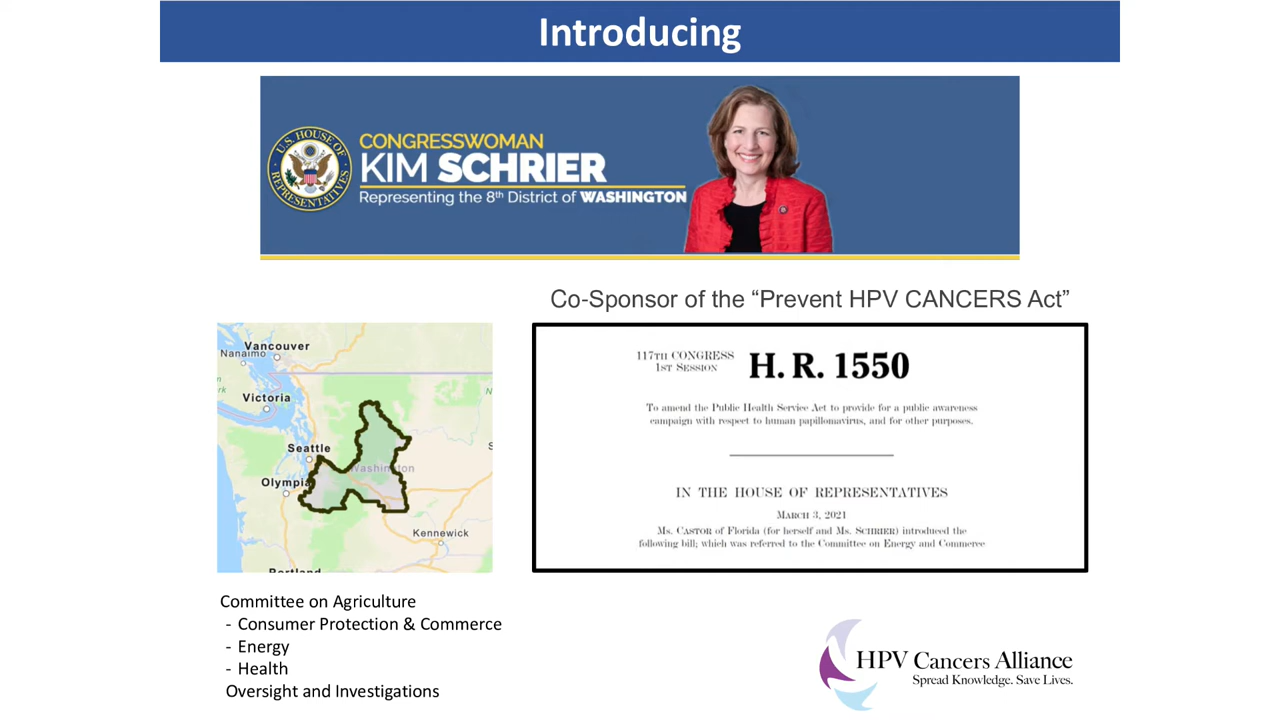 Introducing
U.S. HOUSE OF REPRESENTATIVES
CONGRESSWOMAN
KIM SCHRIER
Representing the 8th District of WASHINGTON
Co-Sponsor of the “Prevent HPV CANCERS Act”
Vancouver
Nanaimo
Victoria
Seattle
Washington
Olympia
Kennewick
Portland
117TH CONGRESS
1ST SESSION
H. R. 1550
To amend the Public Health Service Act to provide for a public awareness
campaign with respect to human papillomavirus, and for other purposes.
IN THE HOUSE OF REPRESENTATIVES
MARCH 3, 2021
Ms. CASTOR of Florida (for herself and Ms. SCHRIER) introduced the
following bill; which was referred to the Committee on Energy and Commerce
Committee on Agriculture
- Consumer Protection & Commerce
- Energy
- Health
Oversight and Investigations
HPV Cancers Alliance
Spread Knowledge. Save Lives.